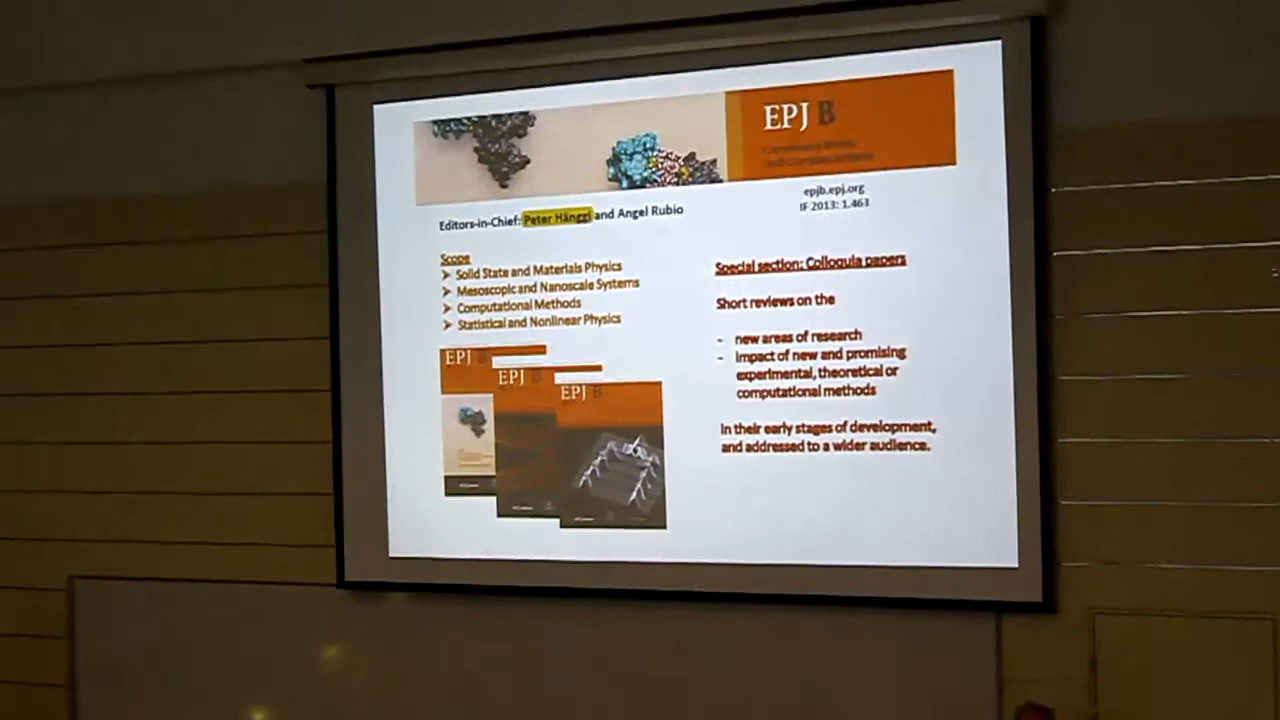 EPJ B
epjb.epj.org
IF 2013: 1.463
Editors-in-Chief: Peter Hänggi and Angel Rubio
Scope
➢ Solid State and Materials Physics
➢ Mesoscopic and Nanoscale Systems
➢ Computational Methods
➢ Statistical and Nonlinear Physics
EPJ B
EPJ B
EPJ B
Special section: Colloquia papers
Short reviews on the
- new areas of research
- impact of new and promising
experimental, theoretical or
computational methods
In their early stages of development,
and addressed to a wider audience.